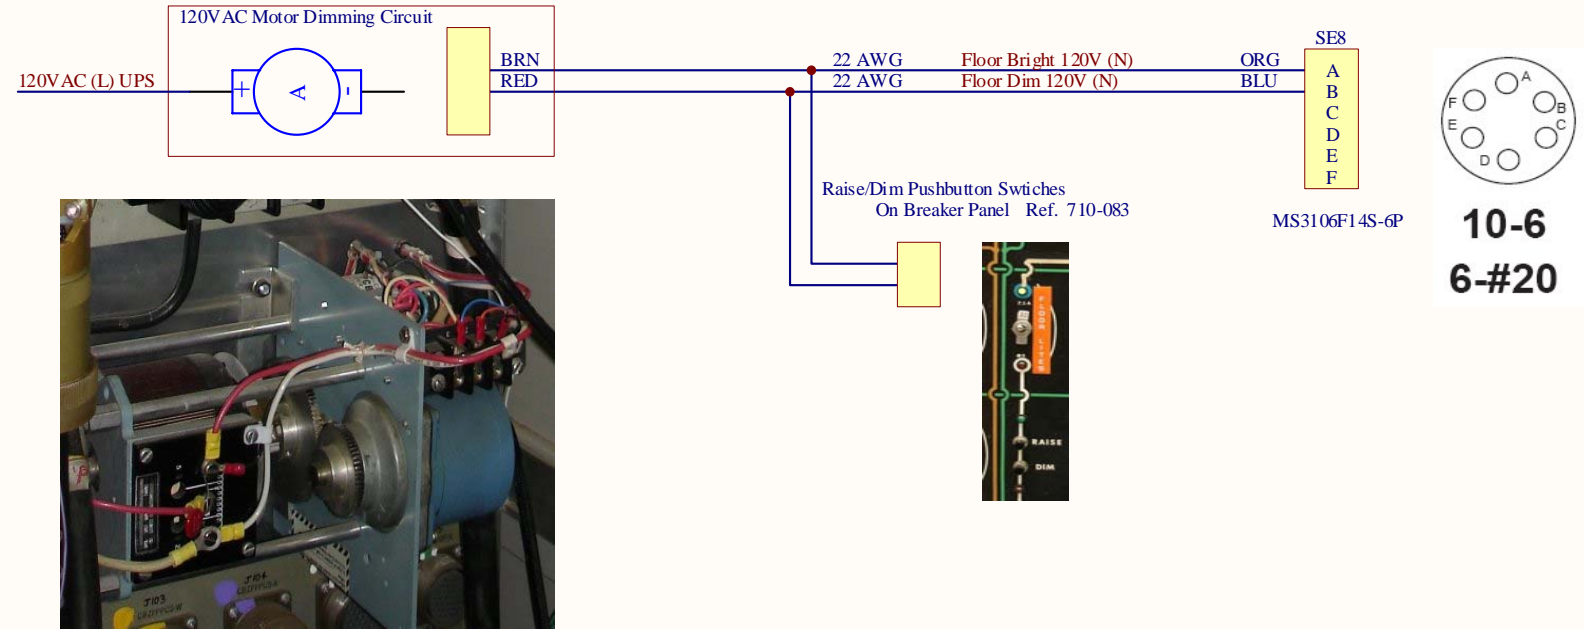 120VAC Motor Dimming Circuit
120VAC (L) UPS
+
A
-
BRN
RED
22 AWG
Floor Bright 120V (N)
ORG
22 AWG
Floor Dim 120V (N)
BLU
SE8
A
B
C
D
E
F
MS3106F14S-6P
Raise/Dim Pushbutton Swtiches
On Breaker Panel Ref. 710-083
A
B
C
D
E
F
10-6
6-#20
FLOOR LITES
RAISE
DIM
J103
J104